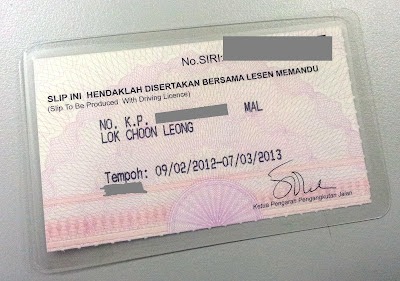 No.SIRI:
SLIP INI HENDAKLAH DISERTAKAN BERSAMA LESEN MEMANDU
(Slip To Be Produced With Driving Licence)
NO. K.P. MAL
LOK CHOON LEONG
Tempoh: 09/02/2012-07/03/2013
Ketua Pengarah Pengangkutan Jalan